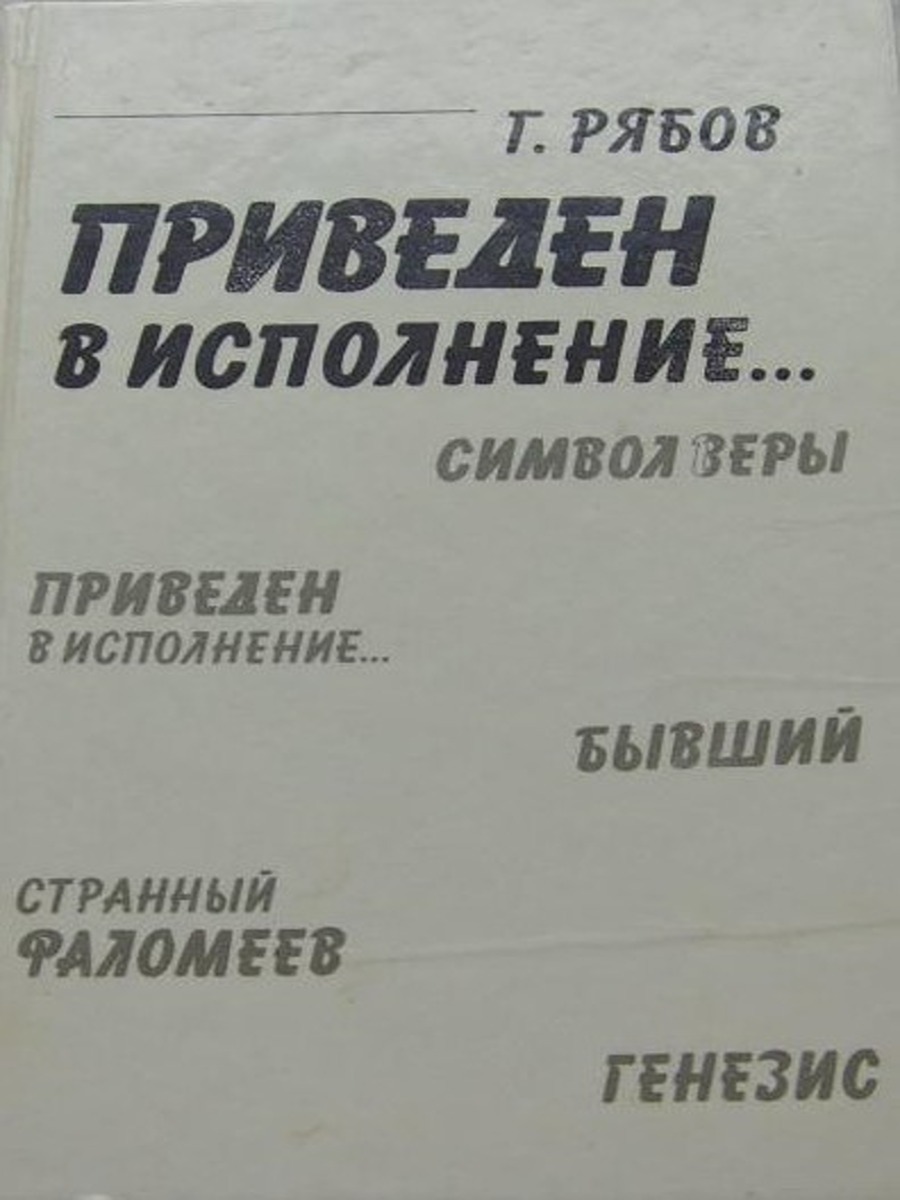 Г. РЯБОВ
ПРИВЕДЕН
В ИСПОЛНЕНИЕ...
СИМВОЛ ВЕРЫ
ПРИВЕДЕН
В ИСПОЛНЕНИЕ...
БЫВШИЙ
СТРАННЫЙ
ФАЛОМЕЕВ
ГЕНЕЗИС